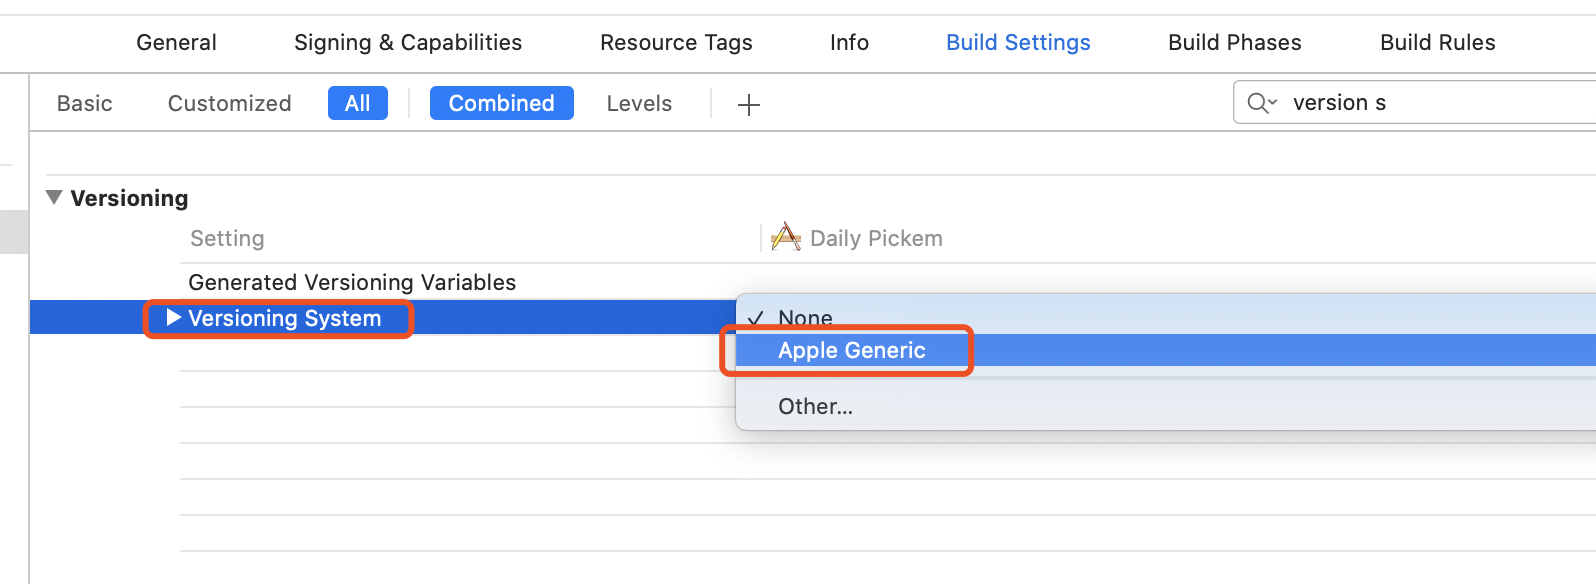 General Signing & Capabilities Resource Tags Info Build Settings Build Phases Build Rules
Basic Customized All Combined Levels + version s
Versioning
Setting Daily Pickem
Generated Versioning Variables
Versioning System ✓ None
Apple Generic
Other...